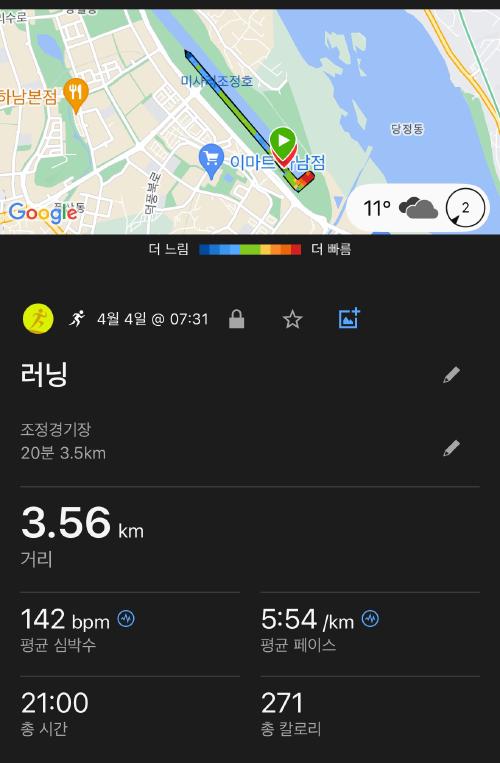 하남본점
미사리조정호
당정동
이마트 하남점
덕풍북로
Google
11°
2
더 느림
더 빠름
4월 4일 @ 07:31
러닝
조정경기장
20분 3.5km
3.56 km
거리
142 bpm
5:54 /km
평균 심박수
평균 페이스
21:00
271
총 시간
총 칼로리